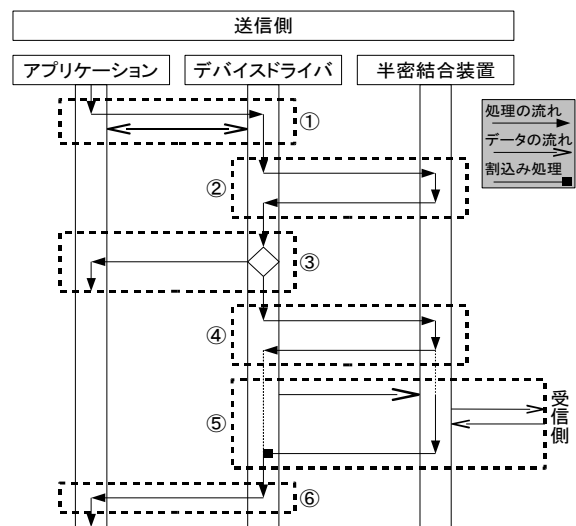 送信側
アプリケーション
デバイスドライバ
半密結合装置
処理の流れ
データの流れ
割込み処理
①
②
③
④
⑤
受信側
⑥